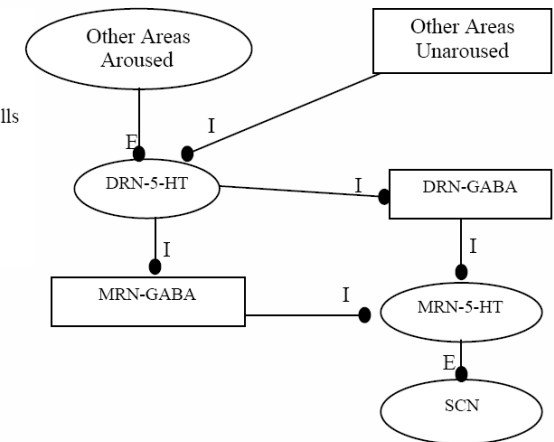 Other Areas
Aroused
Other Areas
Unaroused
lls
E
I
DRN-5-HT
I
DRN-GABA
I
I
MRN-GABA
I
MRN-5-HT
E
SCN